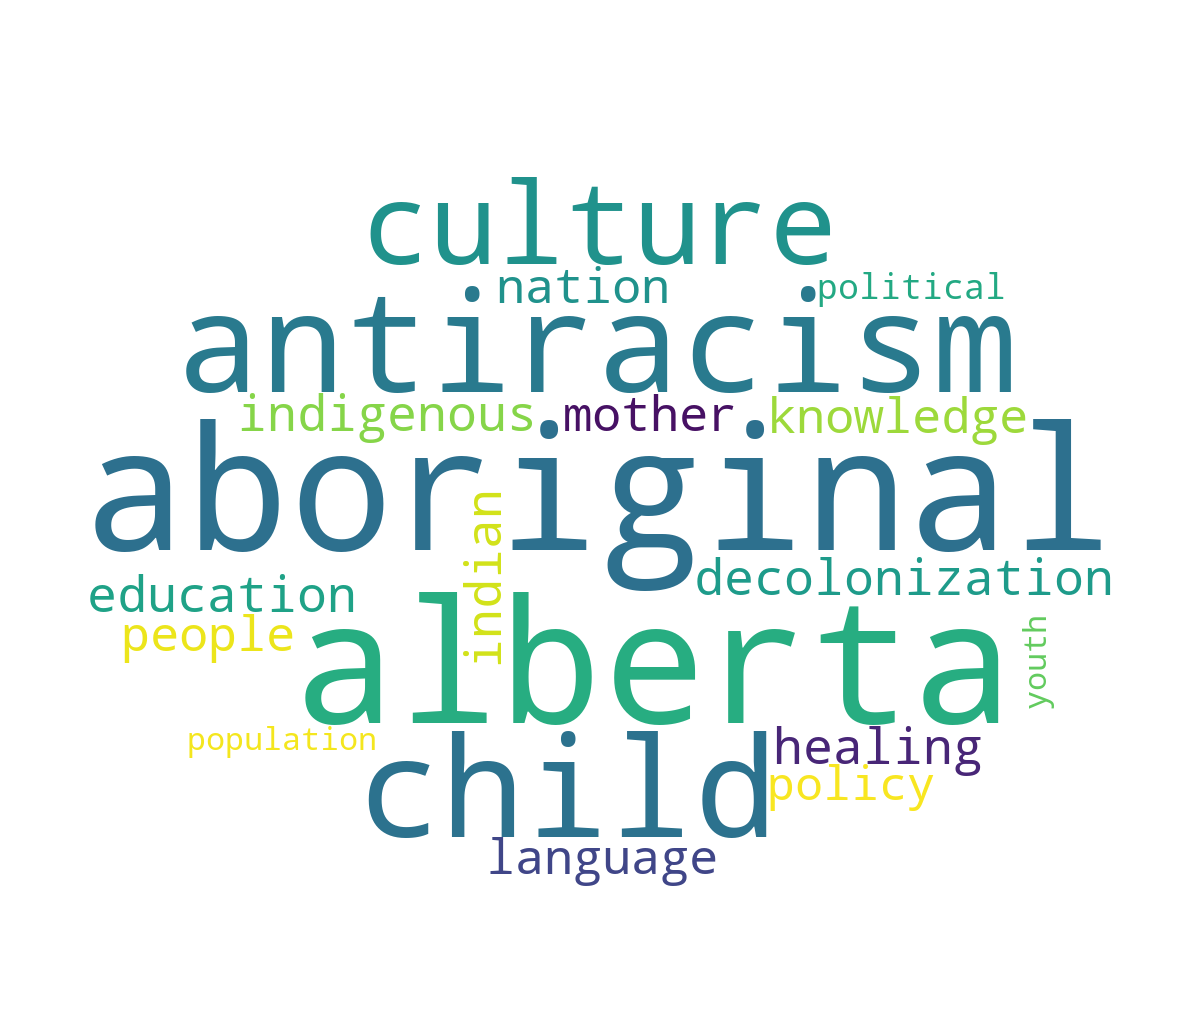 culture
nation
political
antiracism
indigenous
mother
knowledge
aboriginal
indian
decolonization
education
people
alberta
youth
population
child
healing
policy
language